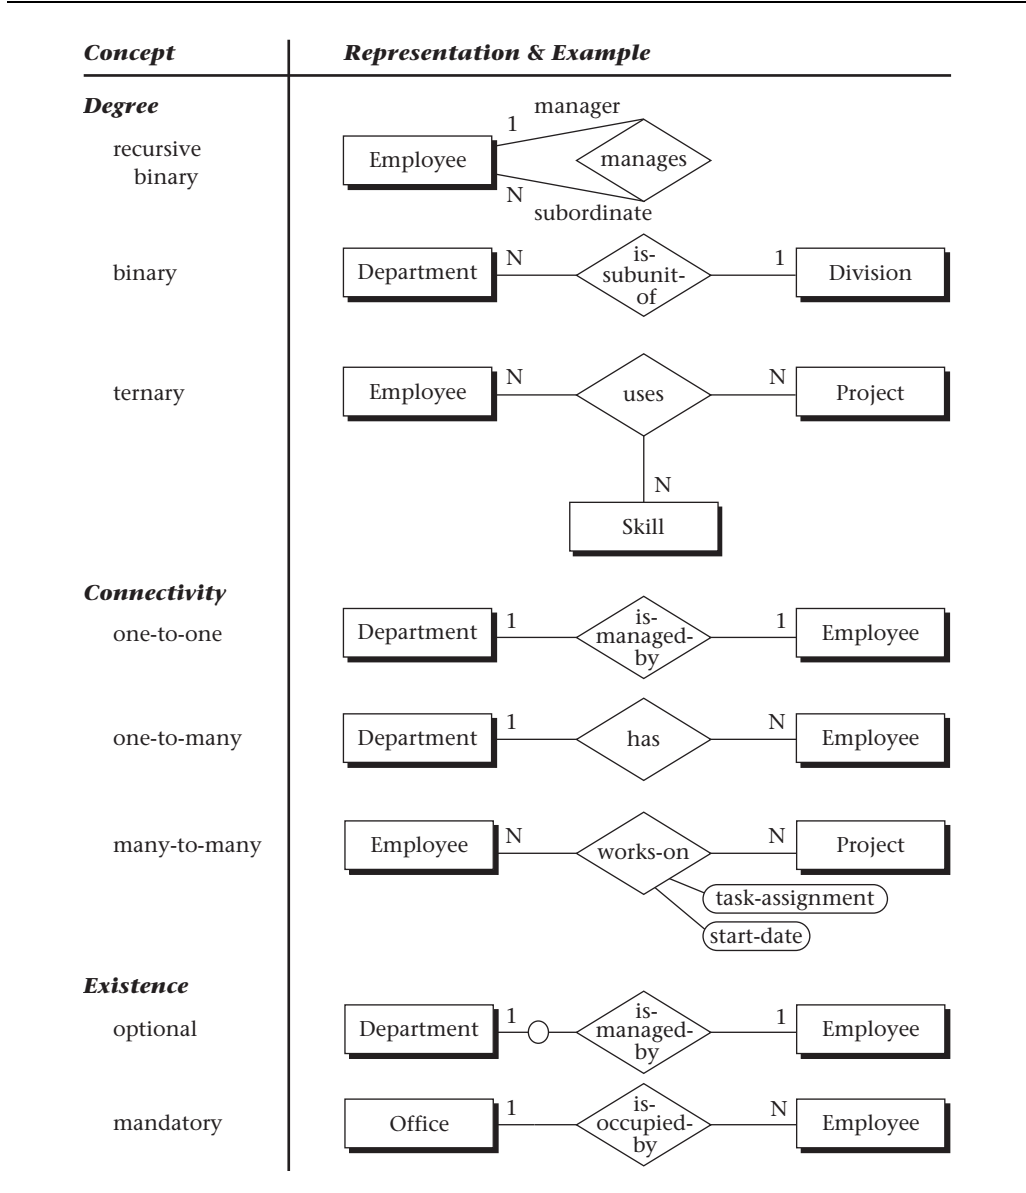 Concept Representation & Example
Degree
manager
1
recursive
binary
Employee
manages
N
subordinate
binary
Department
N
is-
subunit-
of
1
Division
ternary
Employee
N
uses
N
Project
N
Skill
Connectivity
one-to-one
Department
1
is-
managed-
by
1
Employee
one-to-many
Department
1
has
N
Employee
many-to-many
Employee
N
works-on
N
Project
task-assignment
start-date
Existence
optional
Department
1
is-
managed-
by
1
Employee
mandatory
Office
1
is-
occupied-
by
N
Employee